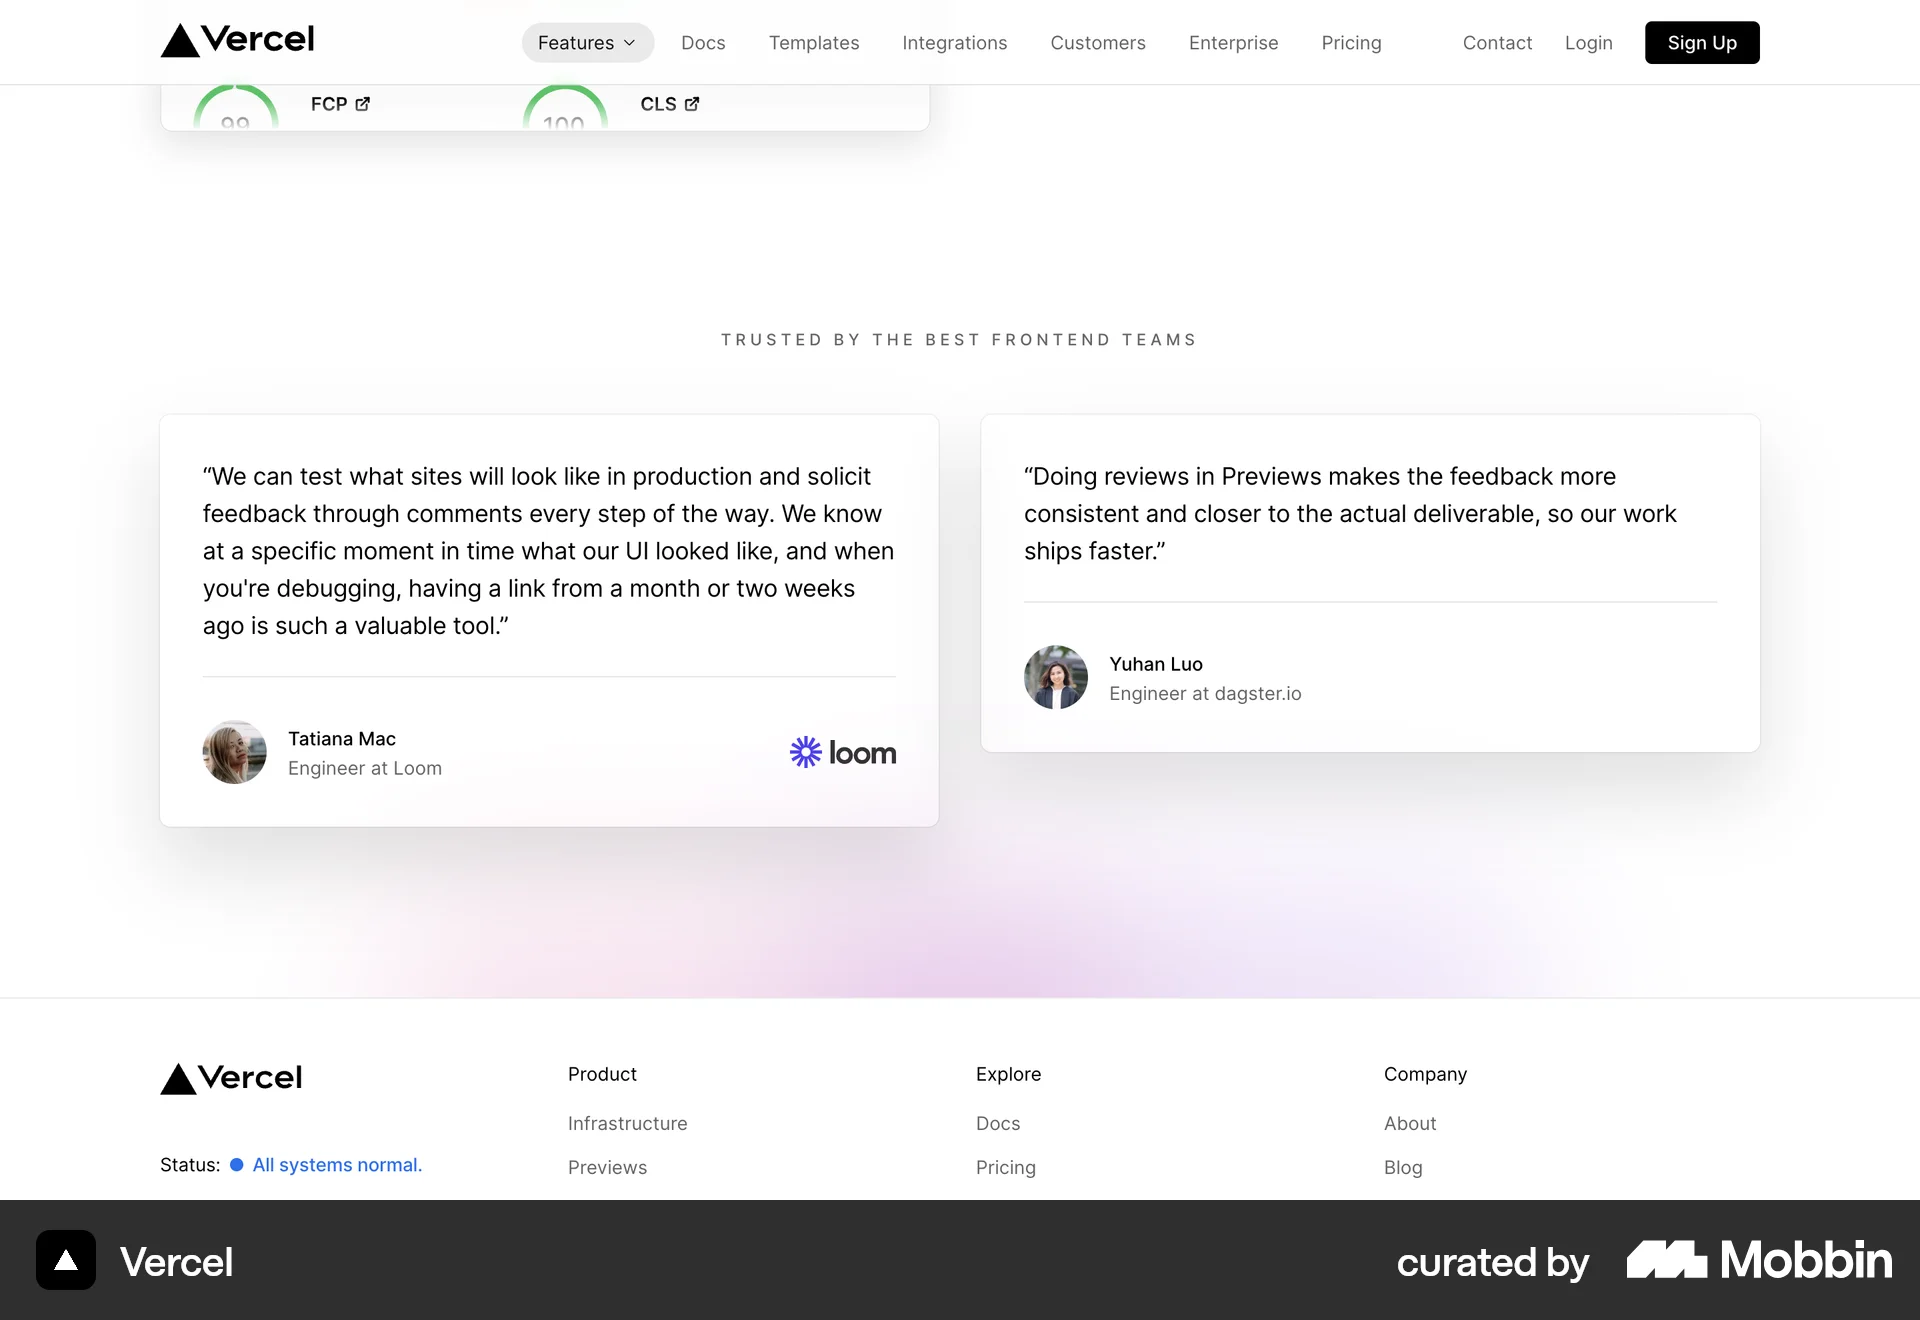 Vercel
Features Docs Templates Integrations Customers Enterprise Pricing Contact Login Sign Up
99 FCP 100 CLS
TRUSTED BY THE BEST FRONTEND TEAMS
“We can test what sites will look like in production and solicit
feedback through comments every step of the way. We know
at a specific moment in time what our UI looked like, and when
you're debugging, having a link from a month or two weeks
ago is such a valuable tool.”
Tatiana Mac
Engineer at Loom
loom
“Doing reviews in Previews makes the feedback more
consistent and closer to the actual deliverable, so our work
ships faster.”
Yuhan Luo
Engineer at dagster.io
Vercel
Status: All systems normal.
Product
Infrastructure
Previews
Explore
Docs
Pricing
Company
About
Blog
Vercel
curated by Mobbin